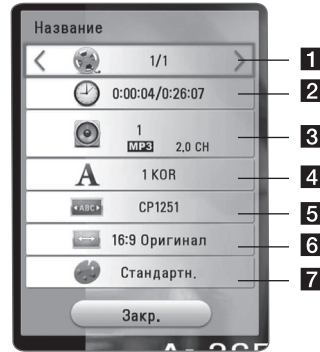 Название
1/1
1
0:00:04/0:26:07
2
1
3
MP3 2,0 CH
A 1 KOR
4
ABC CP1251
5
16:9 Оригинал
6
Стандартн.
7
Закр.